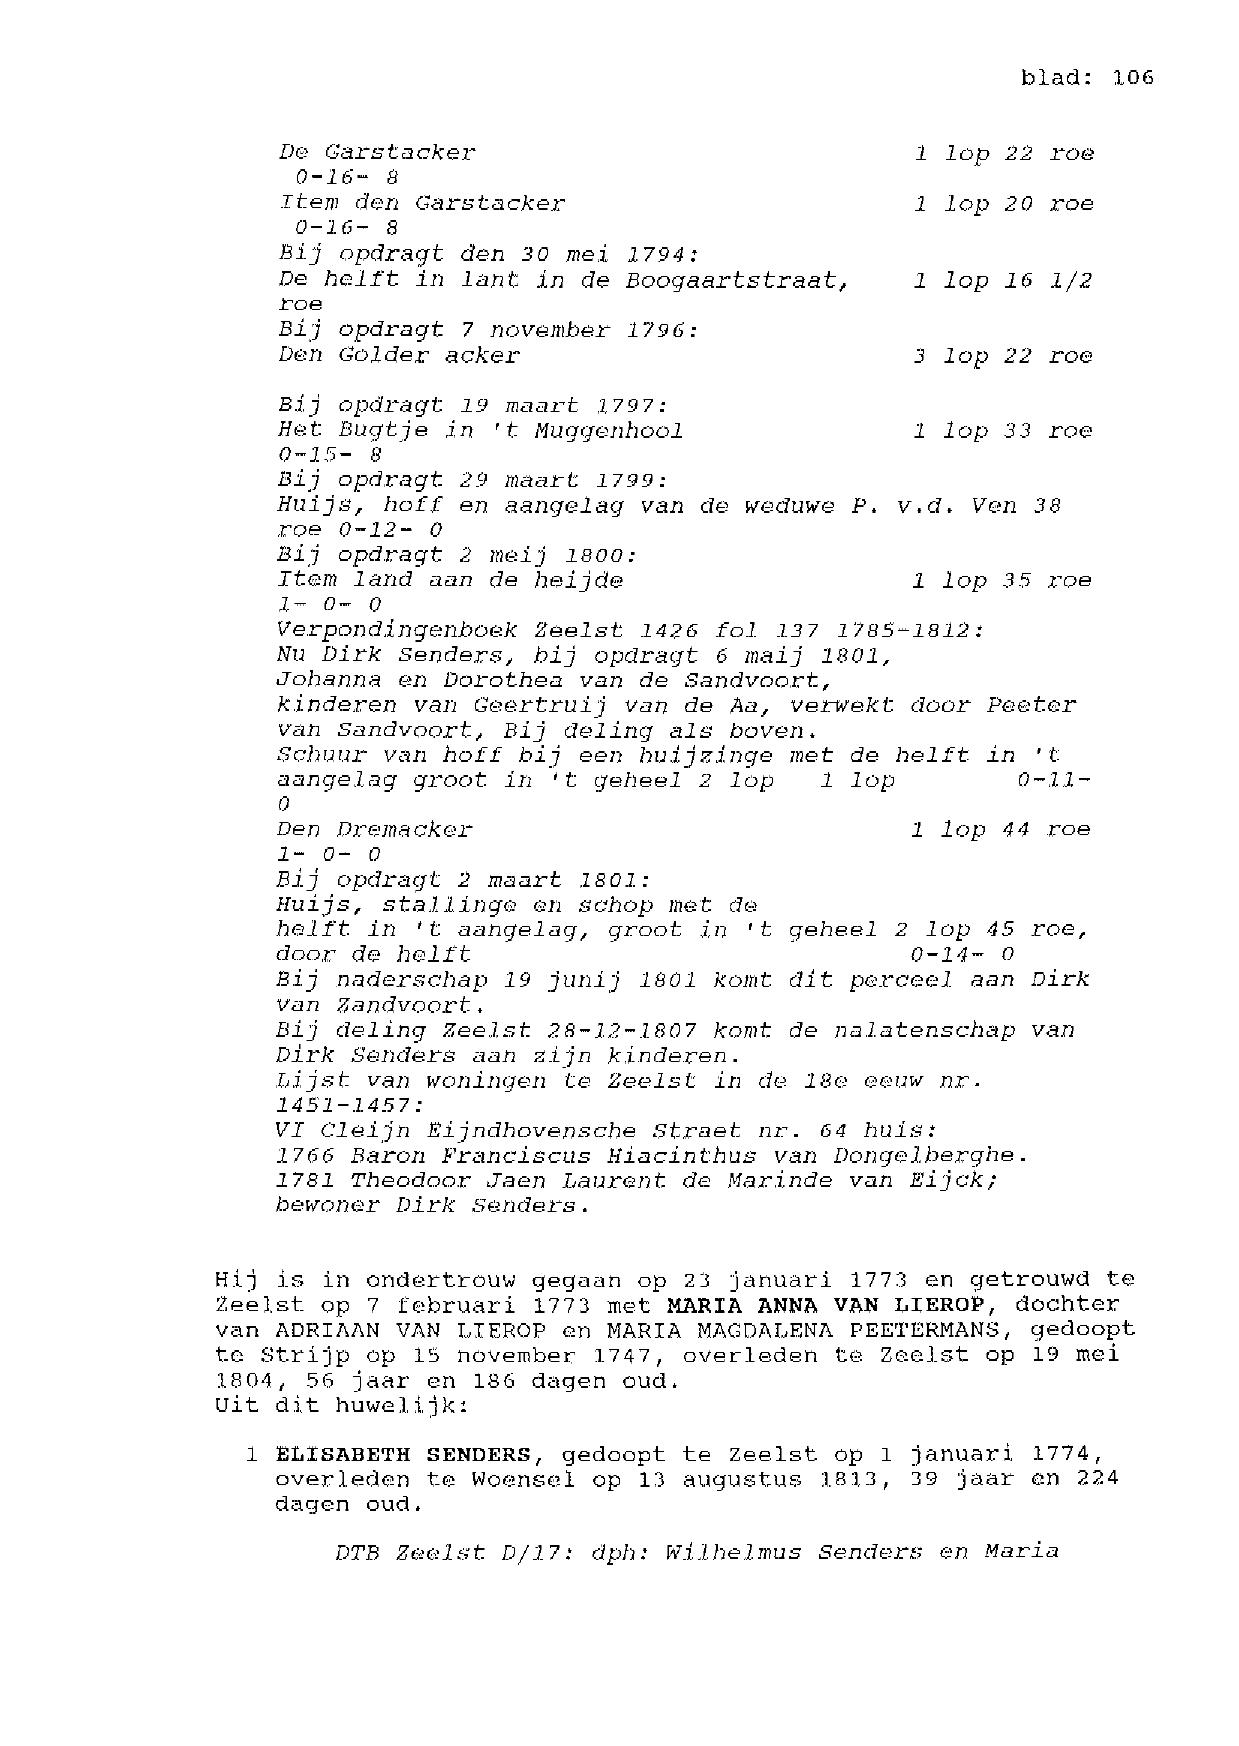 blad: 106
De Garstacker 1 lop 22 roe
0-16- 8
Item den Garstacker 1 lop 20 roe
0-16- 8
Bij opdragt den 30 mei 1794:
De helft in lant in de Boogaartstraat, 1 lop 16 1/2
roe
Bij opdragt 7 november 1796:
Den Golder acker 3 lop 22 roe
Bij opdragt 19 maart 1797:
Het Bugtje in 't Muggenhool 1 lop 33 roe
0-15- 8
Bij opdragt 29 maart 1799:
Huijs, hoff en aangelag van de weduwe P. v.d. Ven 38
roe 0-12- 0
Bij opdragt 2 meij 1800:
Item land aan de heijde 1 lop 35 roe
1- 0- 0
Verpondingenboek Zeelst 1426 fol 137 1785-1812:
Nu Dirk Senders, bij opdragt 6 maij 1801,
Johanna en Dorothea van de Sandvoort,
kinderen van Geertruij van de Aa, verwekt door Peeter
van Sandvoort, Bij deling als boven.
Schuur van hoff bij een huijzinge met de helft in 't
aangelag groot in 't geheel 2 lop 1 lop 0-11-
0
Den Dremacker 1 lop 44 roe
1- 0- 0
Bij opdragt 2 maart 1801:
Huijs, stallinge en schop met de
helft in 't aangelag, groot in 't geheel 2 lop 45 roe,
door de helft 0-14- 0
Bij naderschap 19 junij 1801 komt dit perceel aan Dirk
van Zandvoort.
Bij deling Zeelst 28-12-1807 komt de nalatenschap van
Dirk Senders aan zijn kinderen.
Lijst van woningen te Zeelst in de 18e eeuw nr.
1451-1457:
VI Cleijn Eijndhovensche Straet nr. 64 huis:
1766 Baron Franciscus Hiacinthus van Dongelberghe.
1781 Theodoor Jaen Laurent de Marinde van Eijck;
bewoner Dirk Senders.
Hij is in ondertrouw gegaan op 23 januari 1773 en getrouwd te
Zeelst op 7 februari 1773 met MARIA ANNA VAN LIEROP, dochter
van ADRIAAN VAN LIEROP en MARIA MAGDALENA PEETERMANS, gedoopt
te Strijp op 15 november 1747, overleden te Zeelst op 19 mei
1804, 56 jaar en 186 dagen oud.
Uit dit huwelijk:
1 ELISABETH SENDERS, gedoopt te Zeelst op 1 januari 1774,
overleden te Woensel op 13 augustus 1813, 39 jaar en 224
dagen oud.
DTB Zeelst D/17: dph: Wilhelmus Senders en Maria